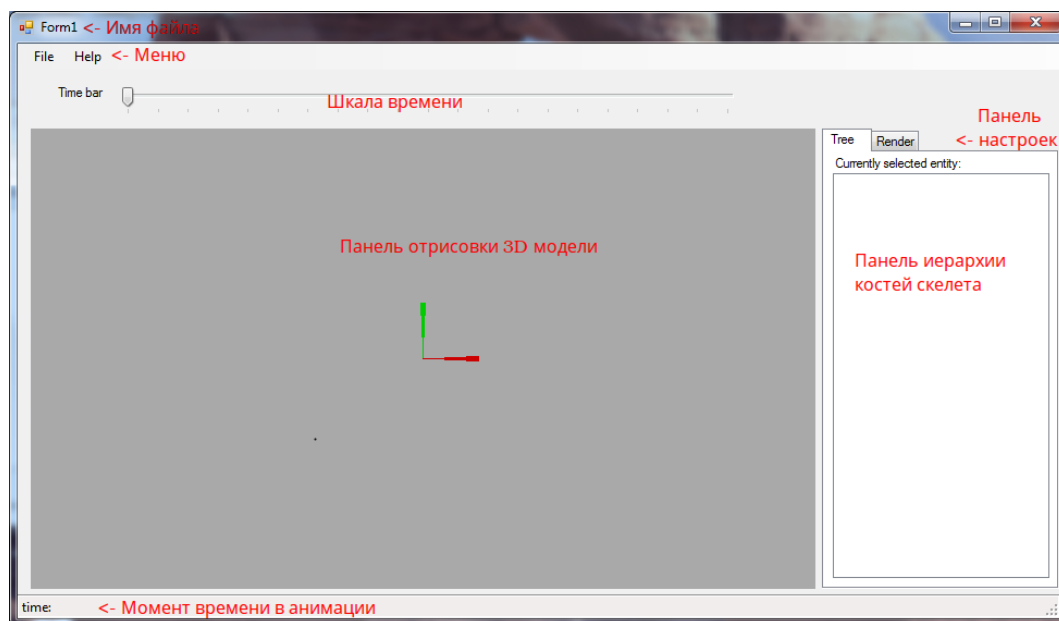 Form1 <- Имя файла
File Help <- Меню
Time bar
Шкала времени
Панель
<- настроек
Tree Render
Currently selected entity:
Панель отрисовки 3D модели
Панель иерархии
костей скелета
time: <- Момент времени в анимации